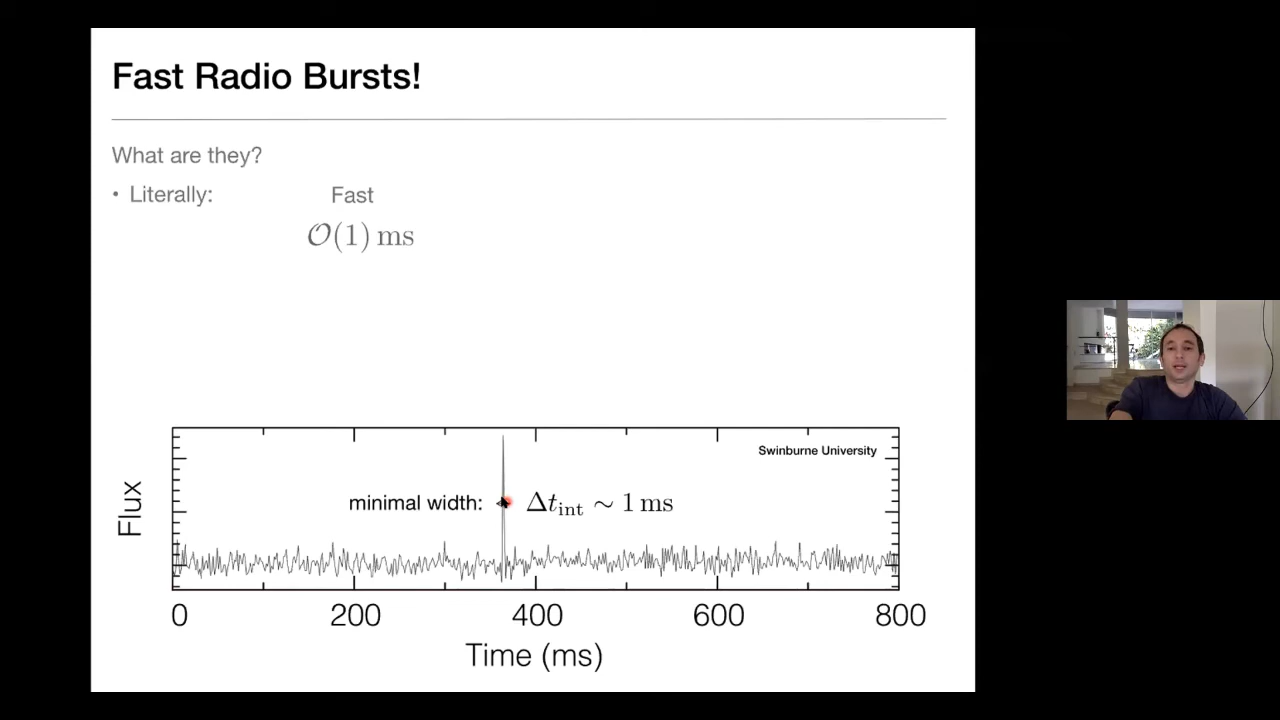 Fast Radio Bursts!
What are they?
• Literally: Fast
𝒪(1) ms
Swinburne University
minimal width: Δt_int ∼ 1 ms
Flux
0 200 400 600 800
Time (ms)